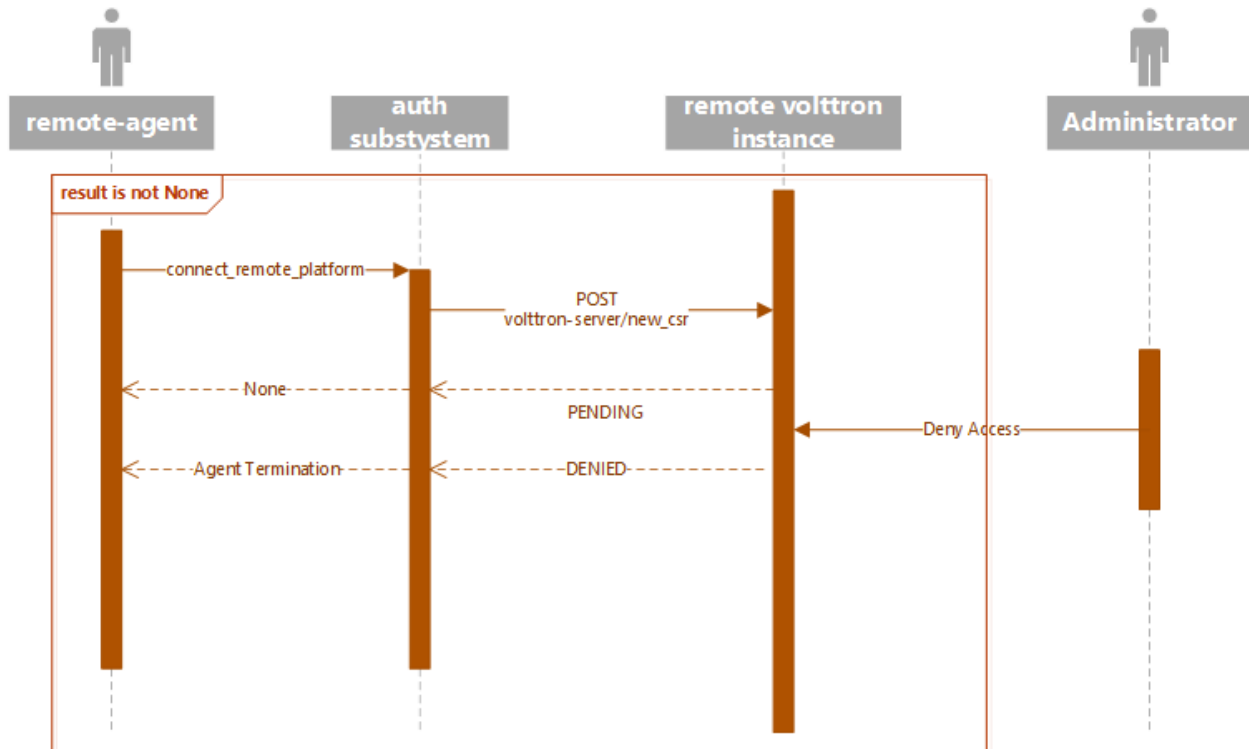 remote-agent
auth
substystem
remote volttron
instance
Administrator
result is not None
connect_remote_platform
POST
volttron-server/new_csr
None
PENDING
Deny Access
Agent Termination
DENIED